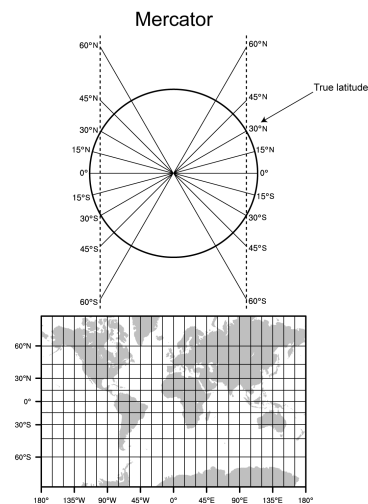 Mercator
60°N 60°N
True latitude
45°N 45°N
30°N 30°N
15°N 15°N
0° 0°
15°S 15°S
30°S 30°S
45°S 45°S
60°S 60°S
60°N
30°N
0°
30°S
60°S
180° 135°W 90°W 45°W 0° 45°E 90°E 135°E 180°